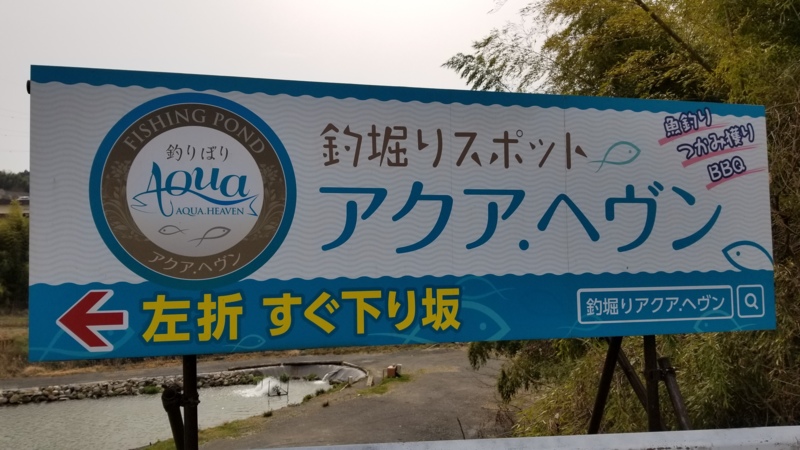 FISHING POND
釣りぼり
Aqua
AQUA.HEAVEN
アクア.ヘヴン
釣堀りスポット
アクア.ヘヴン
魚釣り
つかみ獲り
BBQ
左折 すぐ下り坂
釣堀りアクア.ヘヴン